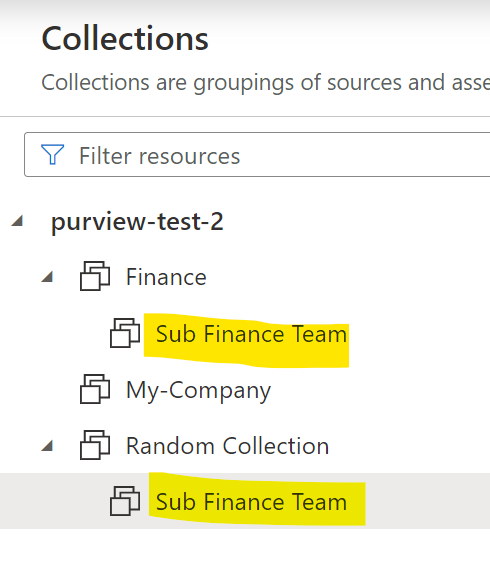 Collections
Collections are groupings of sources and asse
Filter resources
purview-test-2
Finance
Sub Finance Team
My-Company
Random Collection
Sub Finance Team